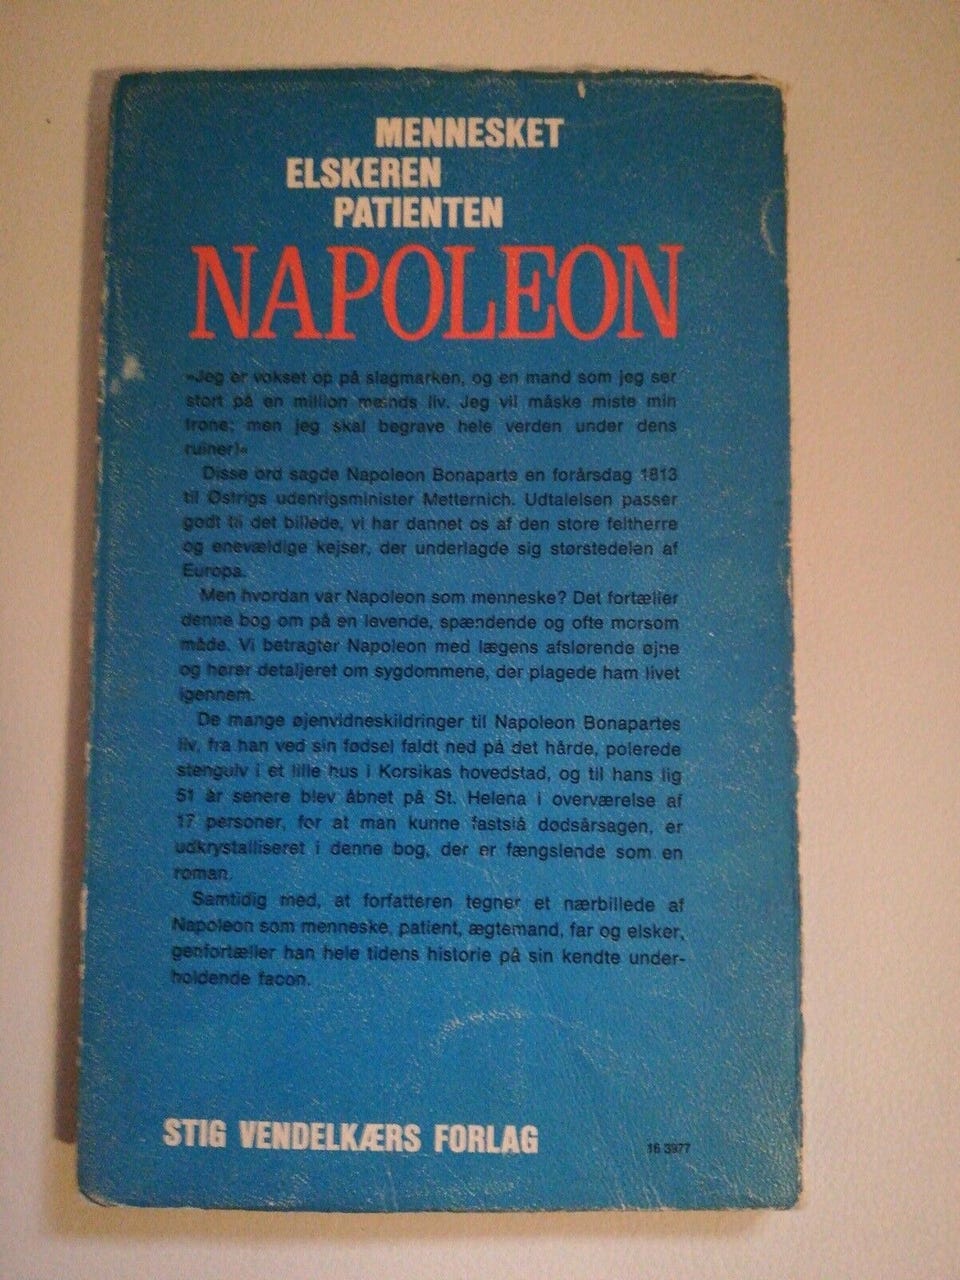 MENNESKET
ELSKEREN
PATIENTEN
NAPOLEON
»Jeg er vokset op på slagmarken, og en mand som jeg ser
stort på en million mænds liv. Jeg vil måske miste min
trone; men jeg skal begrave hele verden under dens
ruiner!«
Disse ord sagde Napoleon Bonaparte en forårsdag 1813
til Østrigs udenrigsminister Metternich. Udtalelsen passer
godt til det billede, vi har dannet os af den store feltherre
og enevældige kejser, der underlagde sig størstedelen af
Europa.
Men hvordan var Napoleon som menneske? Det fortæller
denne bog om på en levende, spændende og ofte morsom
måde. Vi betragter Napoleon med lægens afslørende øjne
og hører detaljeret om sygdommene, der plagede ham livet
igennem.
De mange øjenvidneskildringer til Napoleon Bonapartes
liv, fra han ved sin fødsel faldt ned på det hårde, polerede
stengulv i et lille hus i Korsikas hovedstad, og til hans lig
51 år senere blev åbnet på St. Helena i overværelse af
17 personer, for at man kunne fastslå dødsårsagen, er
udkrystalliseret i denne bog, der er fængslende som en
roman.
Samtidig med, at forfatteren tegner et nærbillede af
Napoleon som menneske, patient, ægtemand, far og elsker,
genfortæller han hele tidens historie på sin kendte under-
holdende facon.
STIG VENDELKÆRS FORLAG
16 3977